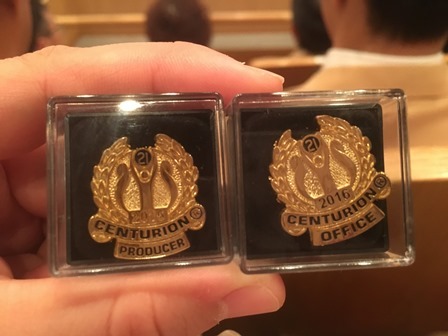 21
CENTURION
PRODUCER
21
2016
CENTURION
OFFICE